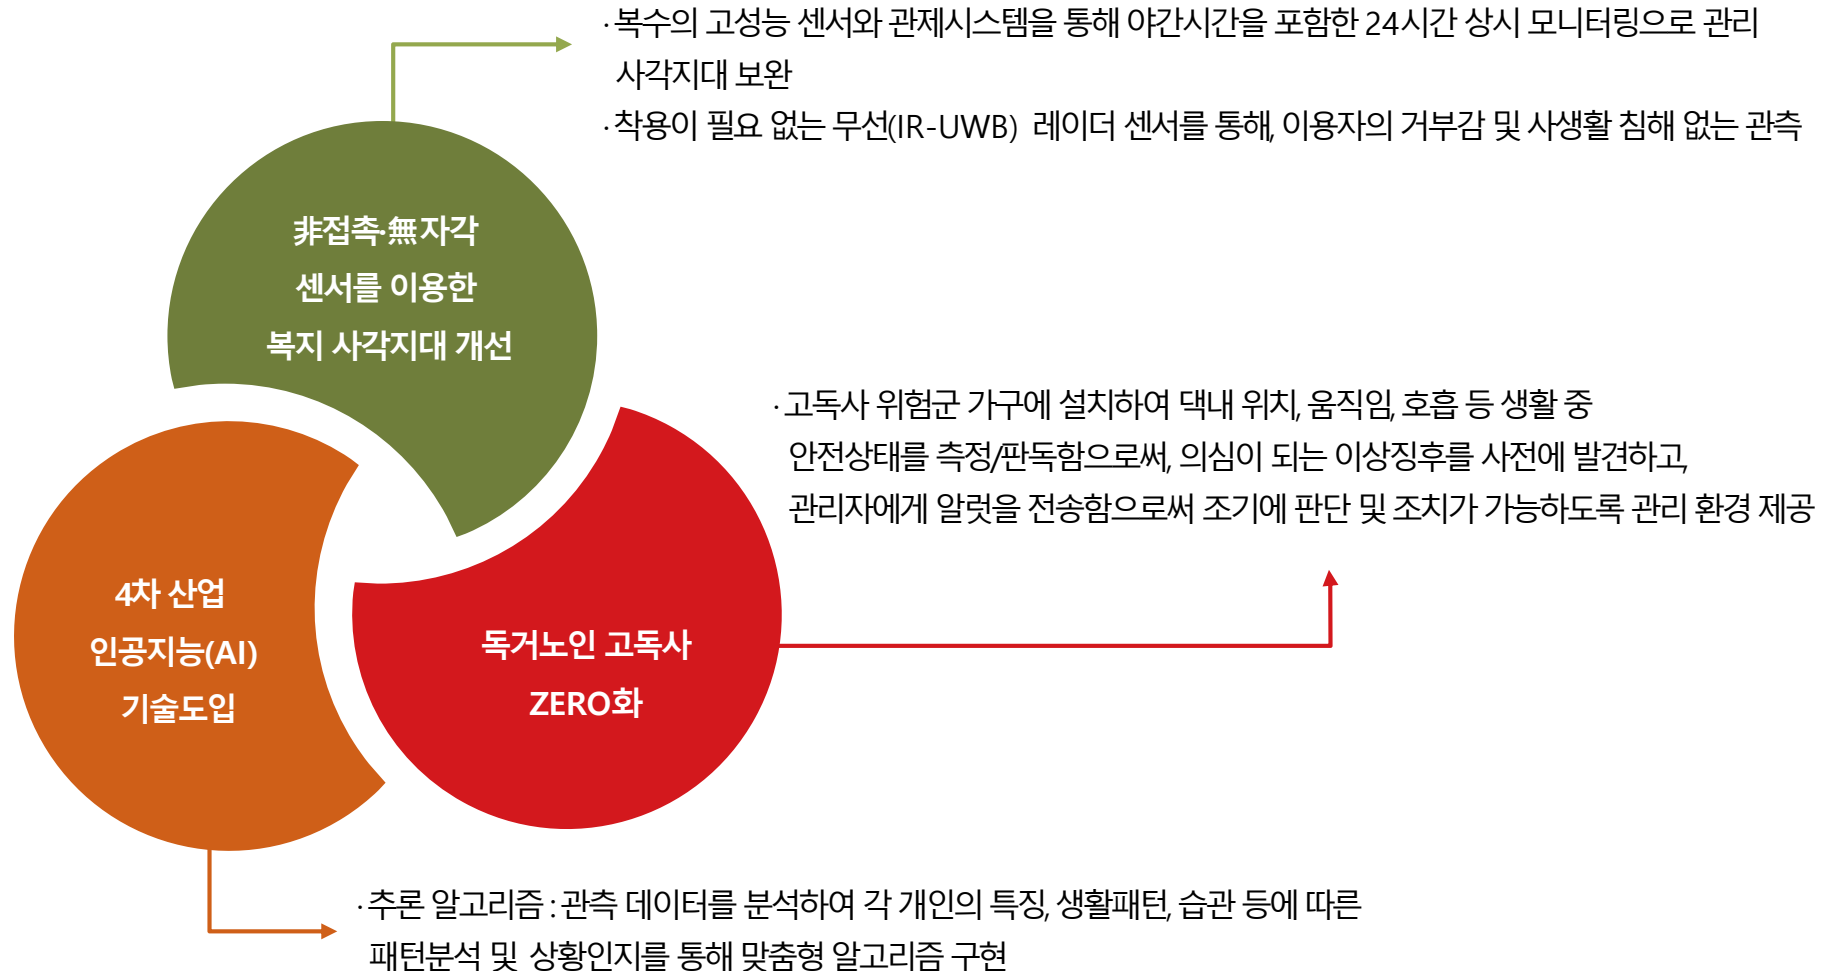 · 복수의 고성능 센서와 관제시스템을 통해 야간시간을 포함한 24시간 상시 모니터링으로 관리
사각지대 보완
· 착용이 필요 없는 무선(IR-UWB) 레이더 센서를 통해, 이용자의 거부감 및 사생활 침해 없는 관측
非접촉·無자각
센서를 이용한
복지 사각지대 개선
· 고독사 위험군 가구에 설치하여 댁내 위치, 움직임, 호흡 등 생활 중
안전상태를 측정/판독함으로써, 의심이 되는 이상징후를 사전에 발견하고,
관리자에게 알럿을 전송함으로써 조기에 판단 및 조치가 가능하도록 관리 환경 제공
4차 산업
인공지능(AI)
기술도입
독거노인 고독사
ZERO화
· 추론 알고리즘 : 관측 데이터를 분석하여 각 개인의 특징, 생활패턴, 습관 등에 따른
패턴분석 및 상황인지를 통해 맞춤형 알고리즘 구현